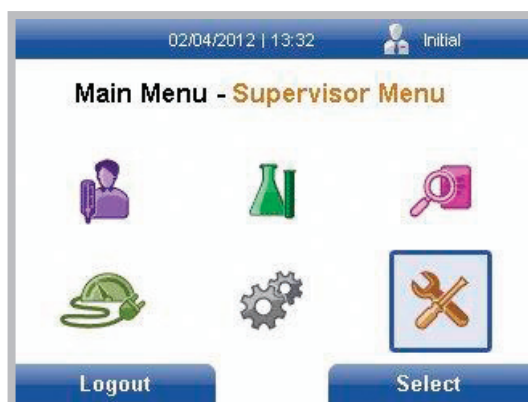 02/04/2012 | 13:32 Initial
Main Menu - Supervisor Menu
Logout Select